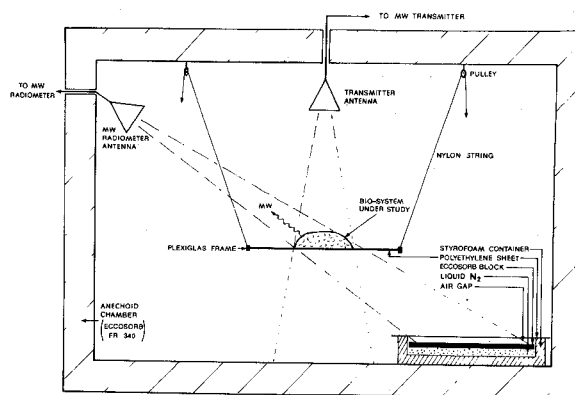 TO MW TRANSMITTER
TO MW
RADIOMETER
MW
RADIOMETER
ANTENNA
TRANSMITTER
ANTENNA
PULLEY
NYLON STRING
MW
BIO-SYSTEM
UNDER STUDY
PLEXIGLAS FRAME
STYROFOAM CONTAINER
POLYETHYLENE SHEET
ECCOSORB BLOCK
LIQUID N2
AIR GAP
ANECHOID
CHAMBER
(ECCOSORB
FR 340)